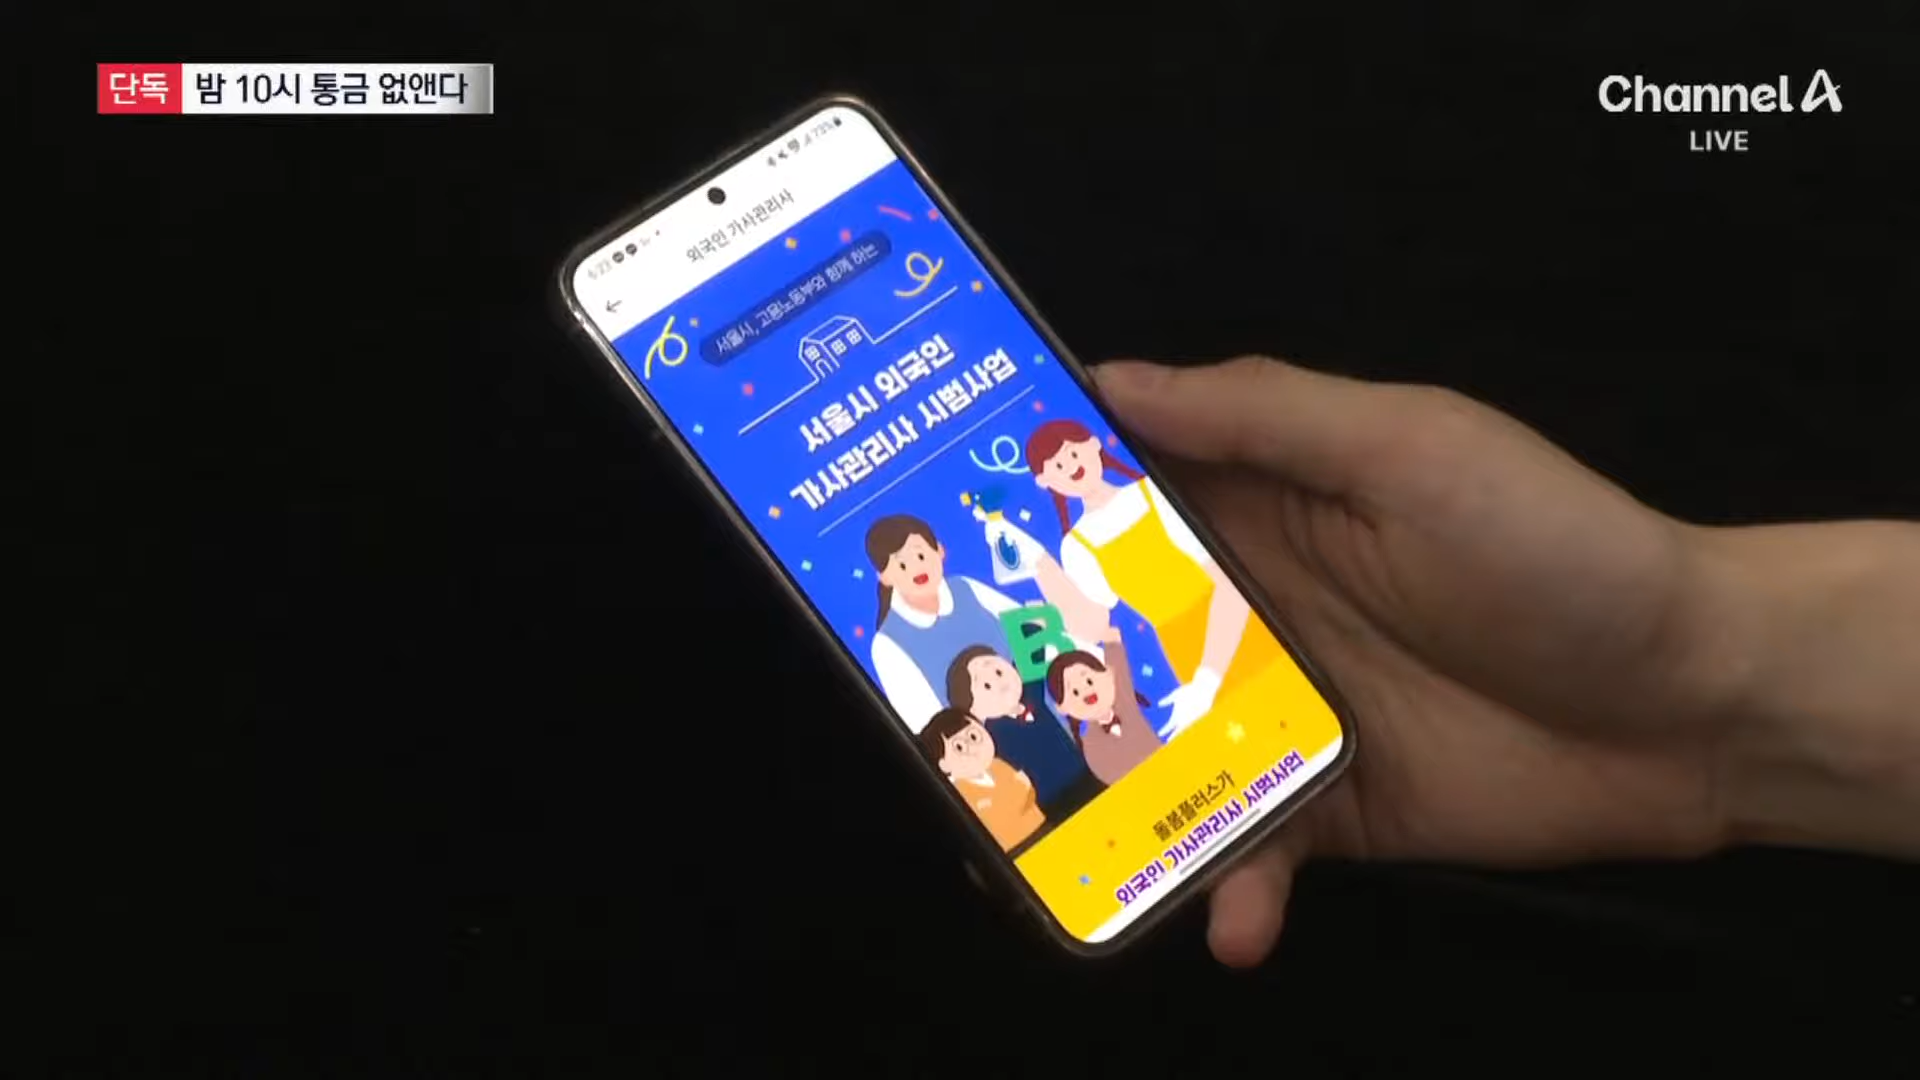 단독 밤 10시 통금 없앤다
Channel A
LIVE
73%
외국인 가사관리사
서울시, 고용노동부와 함께 하는
서울시 외국인
가사관리사 시범사업
B
돌봄플러스가
외국인 가사관리사 시범사업